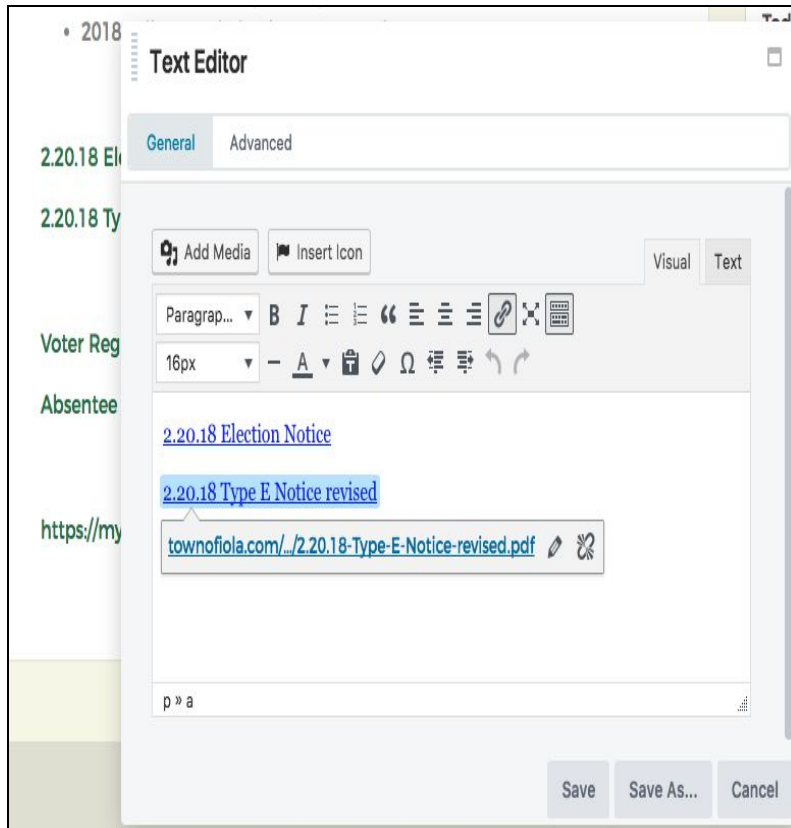 • 2018
Text Editor
General Advanced
2.20.18
2.20.18 Ty
Add Media Insert Icon Visual Text
Paragrap...
Voter Reg
16px
Absentee
2.20.18 Election Notice
2.20.18 Type E Notice revised
https://my
townofiola.com/.../2.20.18-Type-E-Notice-revised.pdf
p » a
Save Save As... Cancel